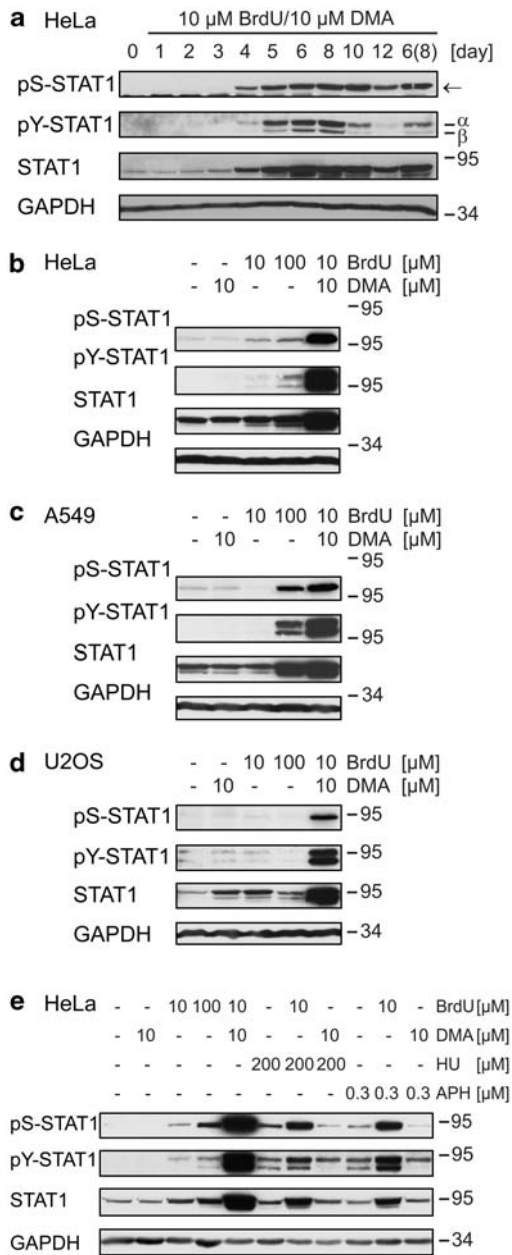 a HeLa 10 µM BrdU/10 µM DMA
0 1 2 3 4 5 6 8 10 12 6(8) [day]
pS-STAT1 ←
pY-STAT1 –α
–β
STAT1 –95
GAPDH –34
b HeLa - - 10 100 10 BrdU [µM]
- 10 - - 10 DMA [µM]
pS-STAT1 –95
pY-STAT1 –95
STAT1 –95
GAPDH –34
c A549 - - 10 100 10 BrdU [µM]
- 10 - - 10 DMA [µM]
pS-STAT1 –95
pY-STAT1 –95
STAT1 –95
GAPDH –34
d U2OS - - 10 100 10 BrdU [µM]
- 10 - - 10 DMA [µM]
pS-STAT1 –95
pY-STAT1 –95
STAT1 –95
GAPDH –34
e HeLa - - 10 100 10 - 10 - - 10 - BrdU[µM]
- 10 - - 10 - - 10 - - 10 DMA[µM]
- - - - - 200 200 200 - - - HU [µM]
- - - - - - - - 0.3 0.3 0.3 APH [µM]
pS-STAT1 –95
pY-STAT1 –95
STAT1 –95
GAPDH –34